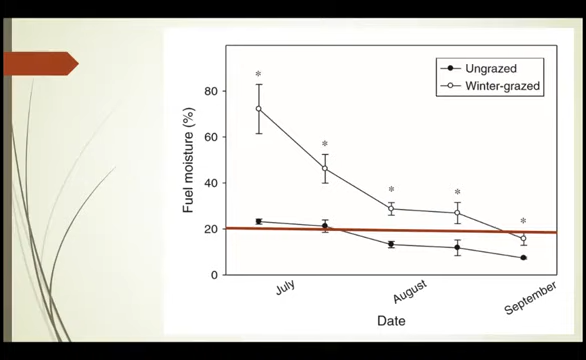 Ungrazed
Winter-grazed
*
*
*
*
*
80
60
40
20
0
Fuel moisture (%)
July
August
September
Date